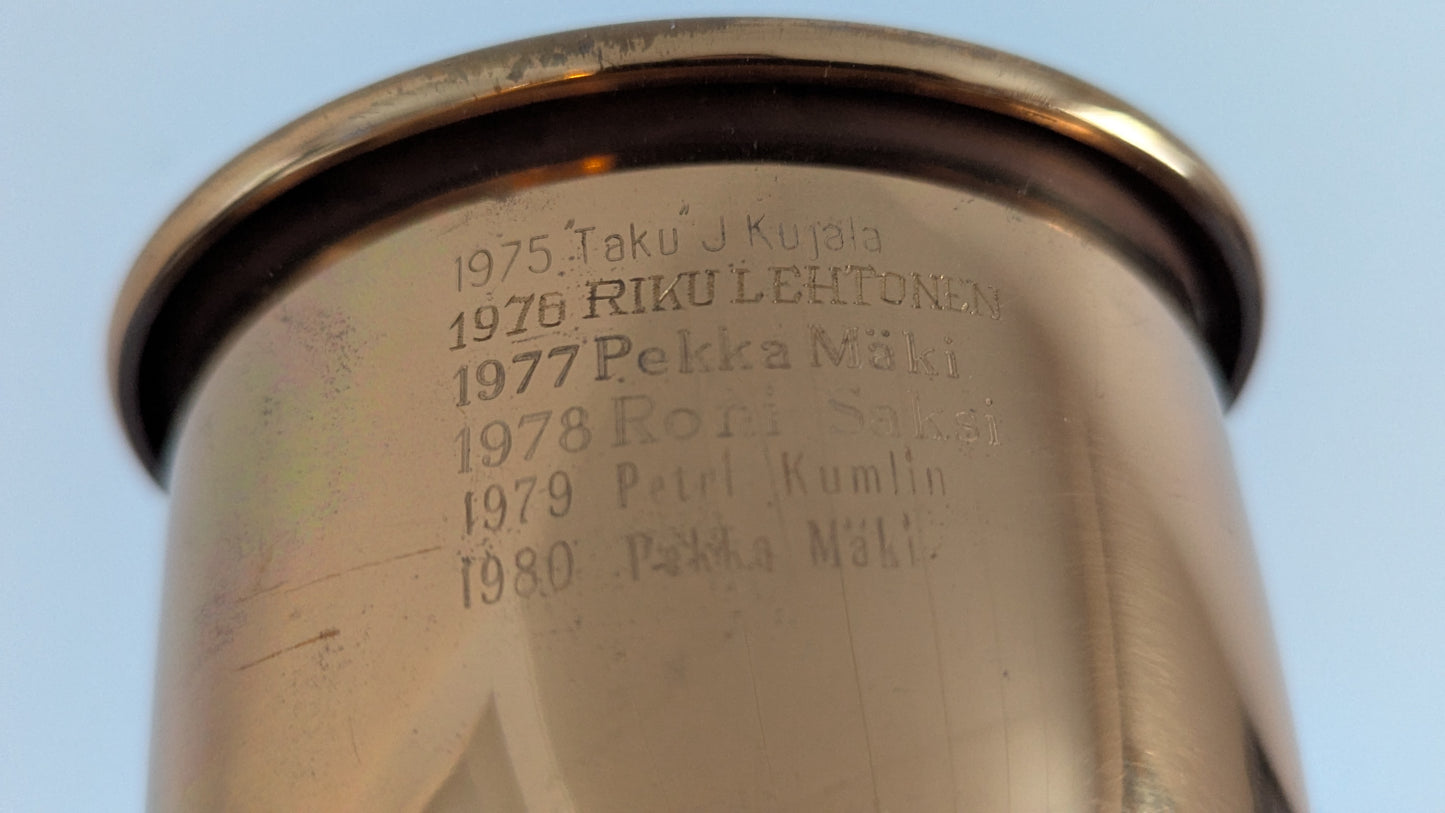 1975 "Taku" J Kujala
1976 RIKU LEHTONEN
1977 Pekka Mäki
1978 Roni Saksi
1979 Petri Kumlin
1980 Pekka Mäki